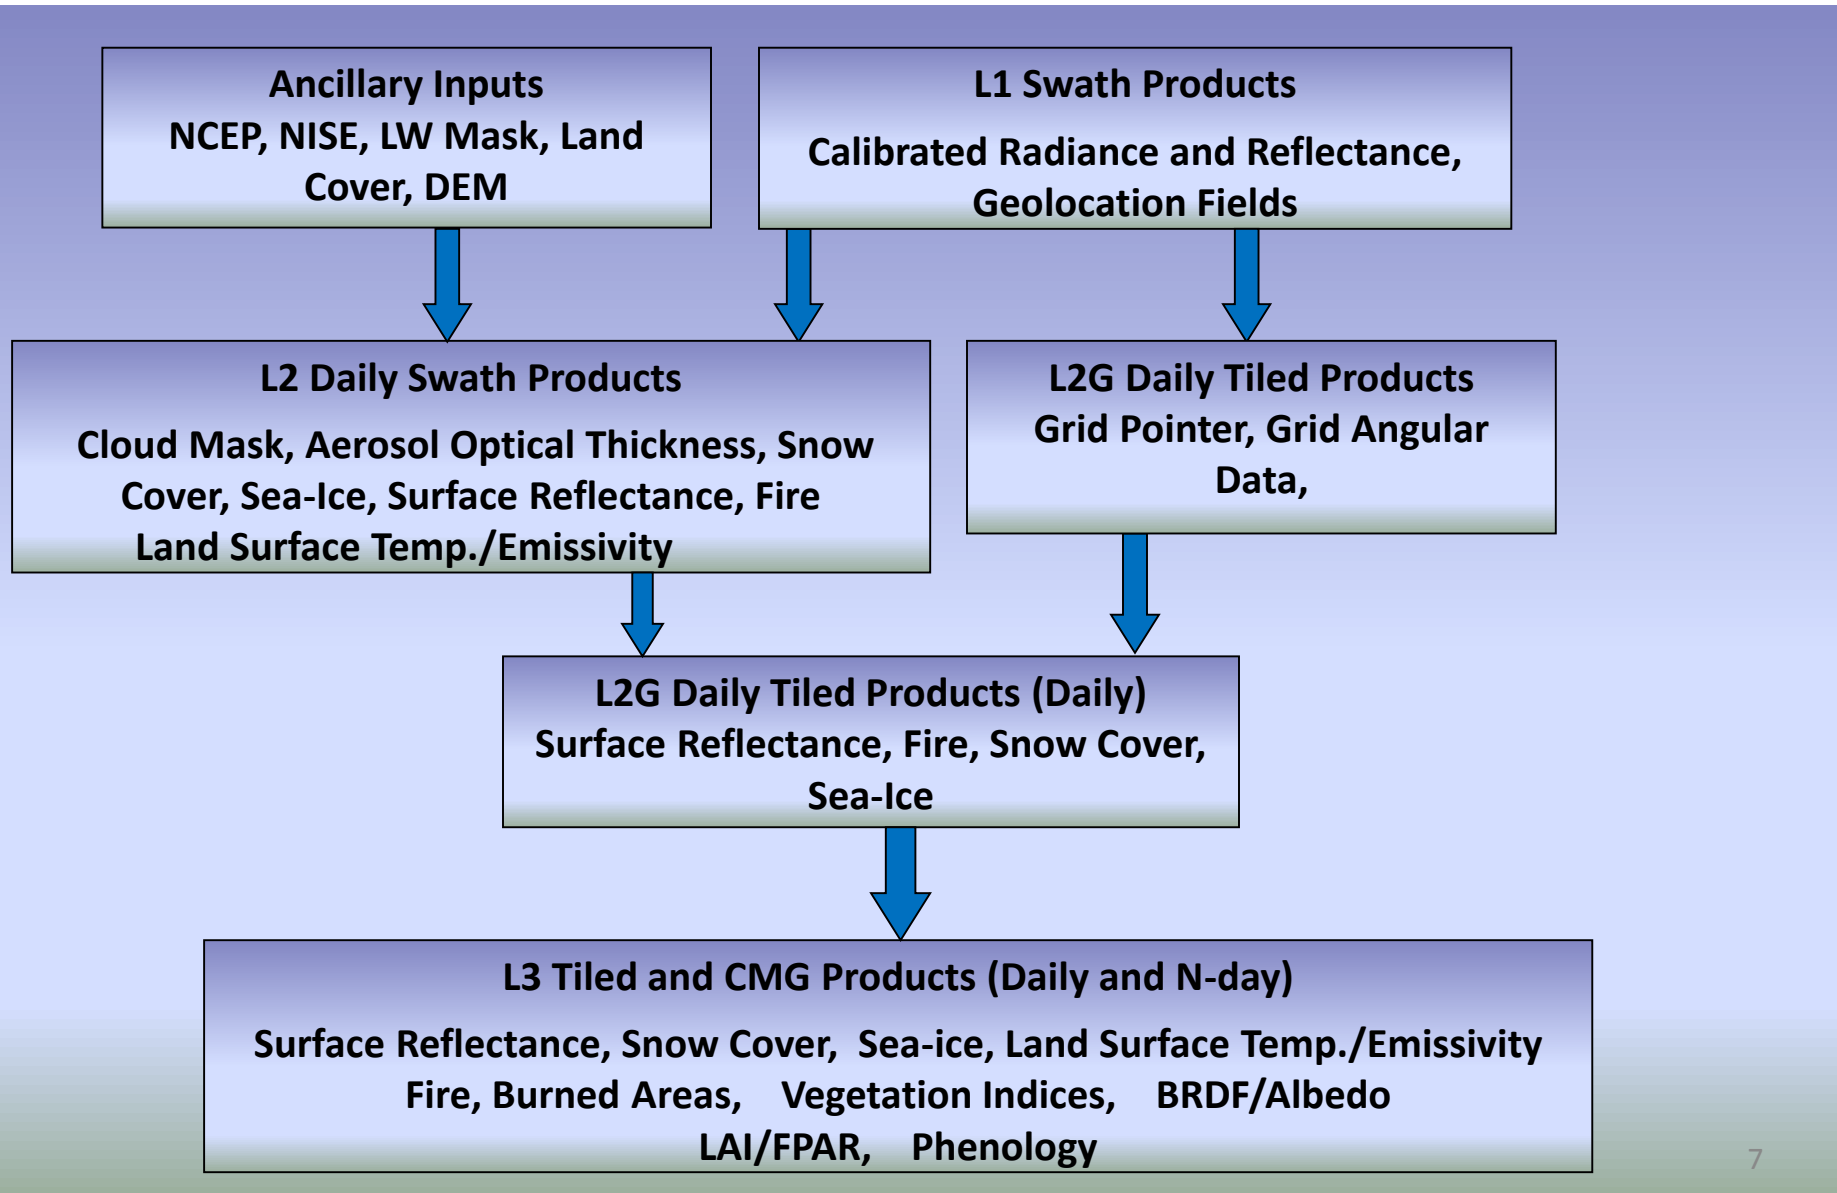 Ancillary Inputs
NCEP, NISE, LW Mask, Land
Cover, DEM
L1 Swath Products
Calibrated Radiance and Reflectance,
Geolocation Fields
L2 Daily Swath Products
Cloud Mask, Aerosol Optical Thickness, Snow
Cover, Sea-Ice, Surface Reflectance, Fire
Land Surface Temp./Emissivity
L2G Daily Tiled Products
Grid Pointer, Grid Angular
Data,
L2G Daily Tiled Products (Daily)
Surface Reflectance, Fire, Snow Cover,
Sea-Ice
L3 Tiled and CMG Products (Daily and N-day)
Surface Reflectance, Snow Cover, Sea-ice, Land Surface Temp./Emissivity
Fire, Burned Areas, Vegetation Indices, BRDF/Albedo
LAI/FPAR, Phenology
7